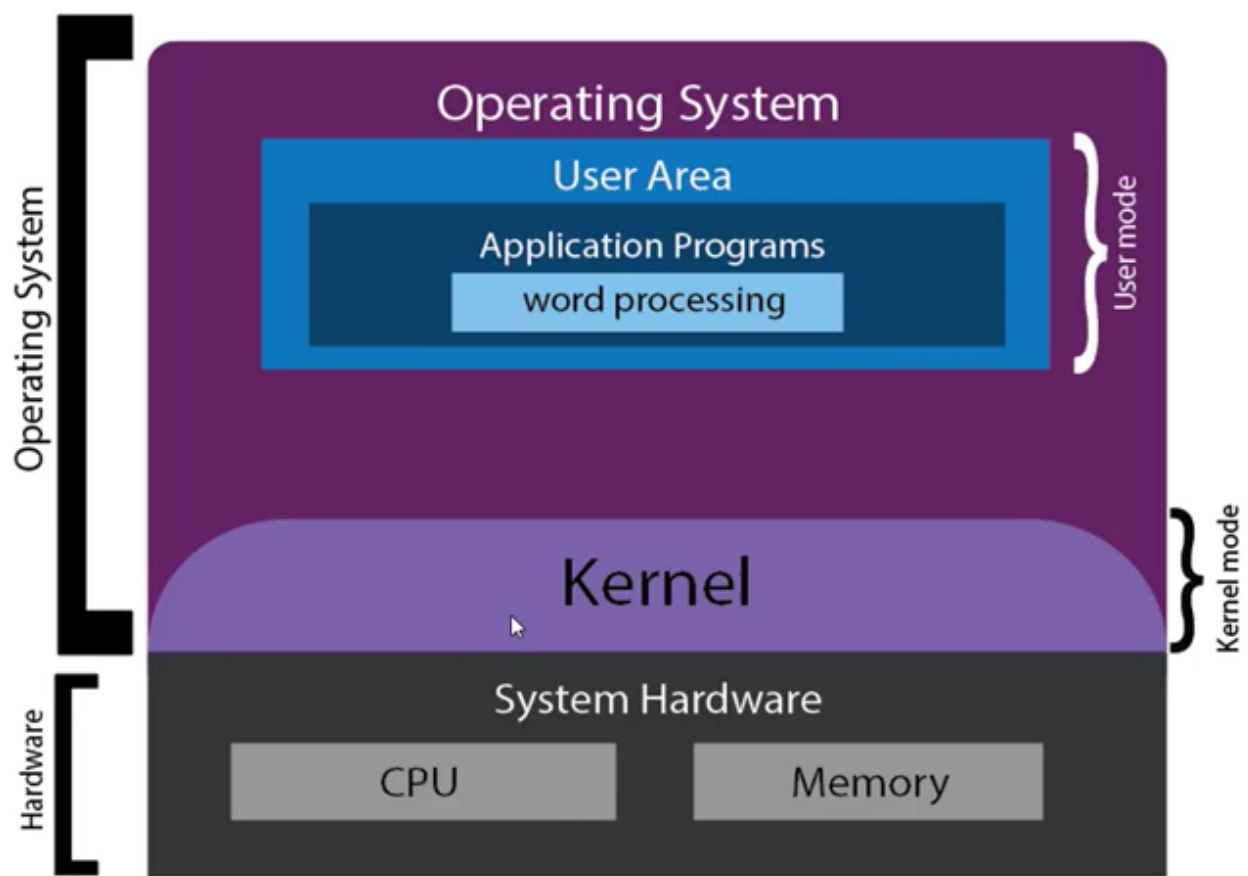 Operating System
Operating System
User Area
Application Programs
word processing
User mode
Kernel
Kernel mode
Hardware
System Hardware
CPU
Memory